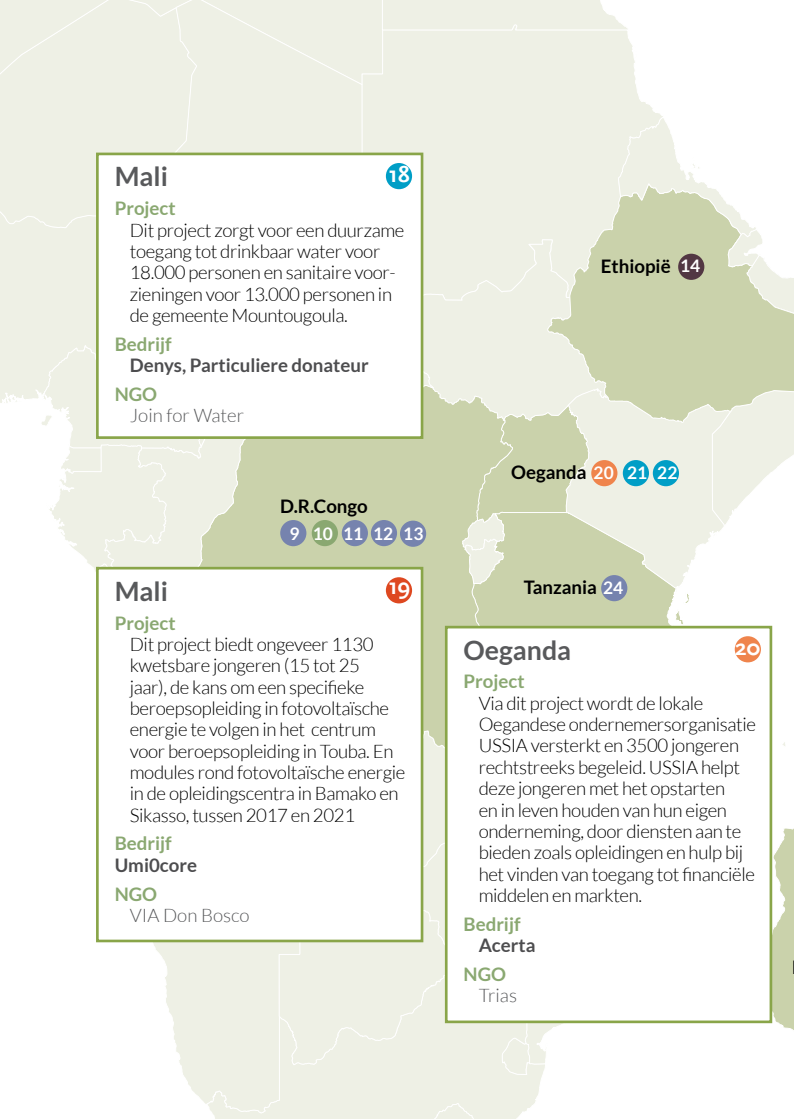 Mali 18
Project
Dit project zorgt voor een duurzame
toegang tot drinkbaar water voor
18.000 personen en sanitaire voor-
zieningen voor 13.000 personen in
de gemeente Mountougoula.
Bedrijf
Denys, Particuliere donateur
NGO
Join for Water
Ethiopië 14
Oeganda 20 21 22
D.R.Congo
9 10 11 12 13
Tanzania 24
Mali 19
Project
Dit project biedt ongeveer 1130
kwetsbare jongeren (15 tot 25
jaar), de kans om een specifieke
beroepsopleiding in fotovoltaïsche
energie te volgen in het centrum
voor beroepsopleiding in Touba. En
modules rond fotovoltaïsche energie
in de opleidingscentra in Bamako en
Sikasso, tussen 2017 en 2021
Bedrijf
Umi0core
NGO
VIA Don Bosco
Oeganda 20
Project
Via dit project wordt de lokale
Oegandese ondernemersorganisatie
USSIA versterkt en 3500 jongeren
rechtstreeks begeleid. USSIA helpt
deze jongeren met het opstarten
en in leven houden van hun eigen
onderneming, door diensten aan te
bieden zoals opleidingen en hulp bij
het vinden van toegang tot financiële
middelen en markten.
Bedrijf
Acerta
NGO
Trias